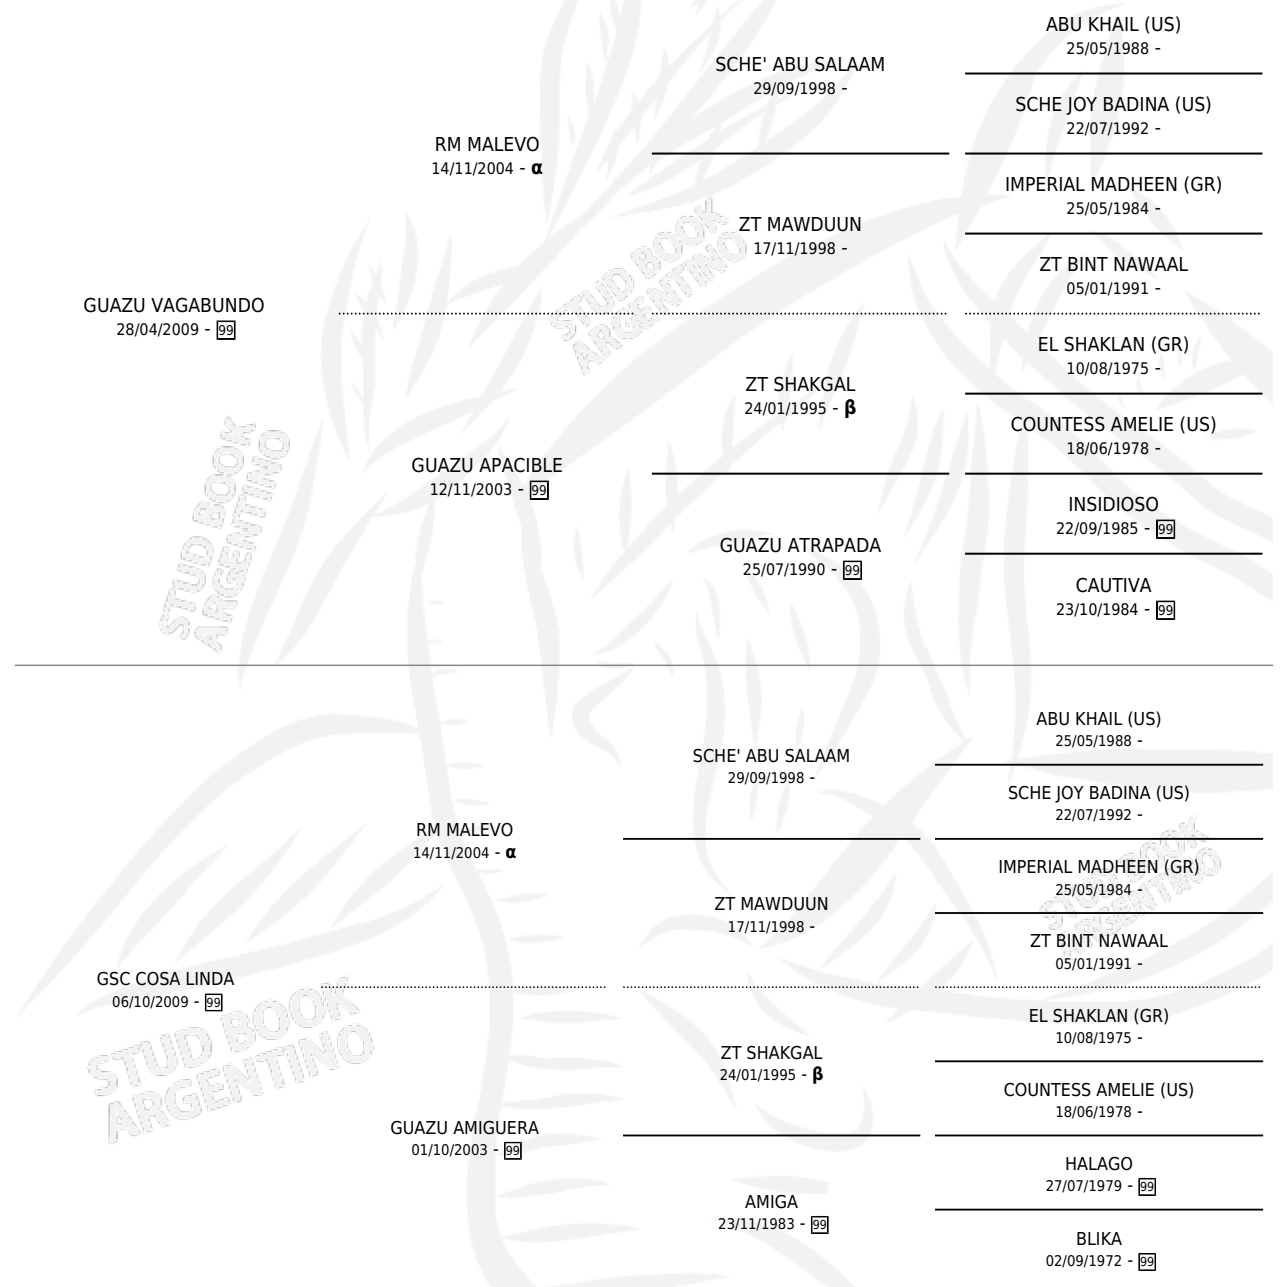 ABU KHAIL (US)
25/05/1988 -
SCHE' ABU SALAAM
29/09/1998 -
SCHE JOY BADINA (US)
22/07/1992 -
RM MALEVO
14/11/2004 - α
IMPERIAL MADHEEN (GR)
25/05/1984 -
ZT MAWDUUN
17/11/1998 -
ZT BINT NAWAAL
05/01/1991 -
GUAZU VAGABUNDO
28/04/2009 - 99
EL SHAKLAN (GR)
10/08/1975 -
ZT SHAKGAL
24/01/1995 - β
COUNTESS AMELIE (US)
18/06/1978 -
GUAZU APACIBLE
12/11/2003 - 99
INSIDIOSO
22/09/1985 - 99
GUAZU ATRAPADA
25/07/1990 - 99
CAUTIVA
23/10/1984 - 99
STUD BOOK
ARGENTINO
STUD BOOK
ARGENTINO
ABU KHAIL (US)
25/05/1988 -
SCHE' ABU SALAAM
29/09/1998 -
SCHE JOY BADINA (US)
22/07/1992 -
RM MALEVO
14/11/2004 - α
IMPERIAL MADHEEN (GR)
25/05/1984 -
ZT MAWDUUN
17/11/1998 -
ZT BINT NAWAAL
05/01/1991 -
GSC COSA LINDA
06/10/2009 - 99
EL SHAKLAN (GR)
10/08/1975 -
ZT SHAKGAL
24/01/1995 - β
COUNTESS AMELIE (US)
18/06/1978 -
GUAZU AMIGUERA
01/10/2003 - 99
HALAGO
27/07/1979 - 99
AMIGA
23/11/1983 - 99
BLIKA
02/09/1972 - 99
STUD BOOK
ARGENTINO
STUD BOOK
ARGENTINO